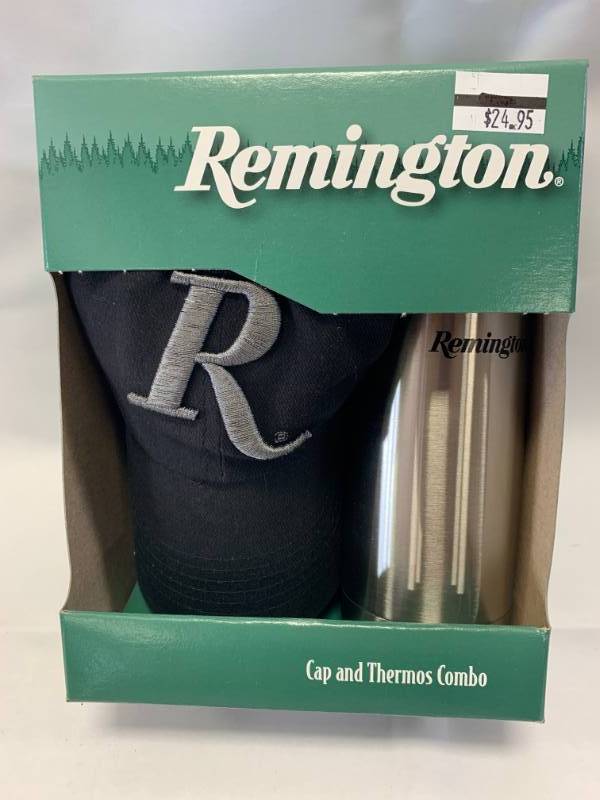 $24.95
Remington®
R®
Remington
Cap and Thermos Combo